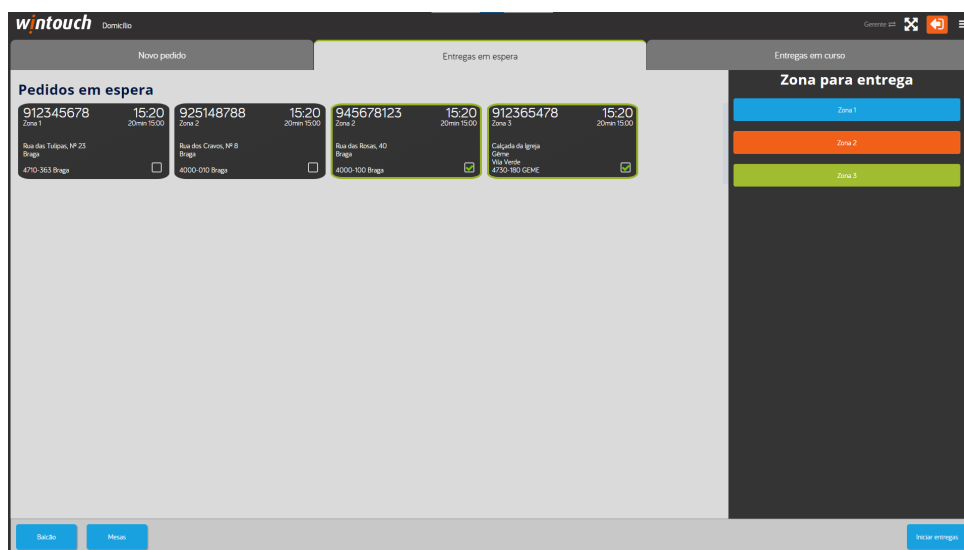 wintouch Domicílio
Gerente
Novo pedido
Entregas em espera
Entregas em curso
Pedidos em espera
912345678 15:20
Zona 1 20min 15:00
Rua das Tulipas, Nº 23
Braga
4710-363 Braga
925148788 15:20
Zona 2 20min 15:00
Rua dos Cravos, Nº 8
Braga
4000-010 Braga
945678123 15:20
Zona 2 20min 15:00
Rua das Rosas, 40
Braga
4000-100 Braga
912365478 15:20
Zona 3 20min 15:00
Calçada da Igreja
Gême
Vila Verde
4730-180 GEME
Zona para entrega
Zona 1
Zona 2
Zona 3
Balcão
Mesas
Iniciar entregas